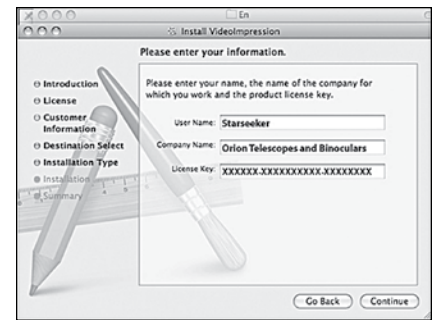 En
Install VideoImpression
Please enter your information.
Introduction
License
Customer
Information
Destination Select
Installation Type
Installation
Summary
Please enter your name, the name of the company for
which you work and the product license key.
User Name: Starseeker
Company Name: Orion Telescopes and Binoculars
License Key: XXXXXX-XXXXXXXXXX-XXXXXXXX
Go Back Continue